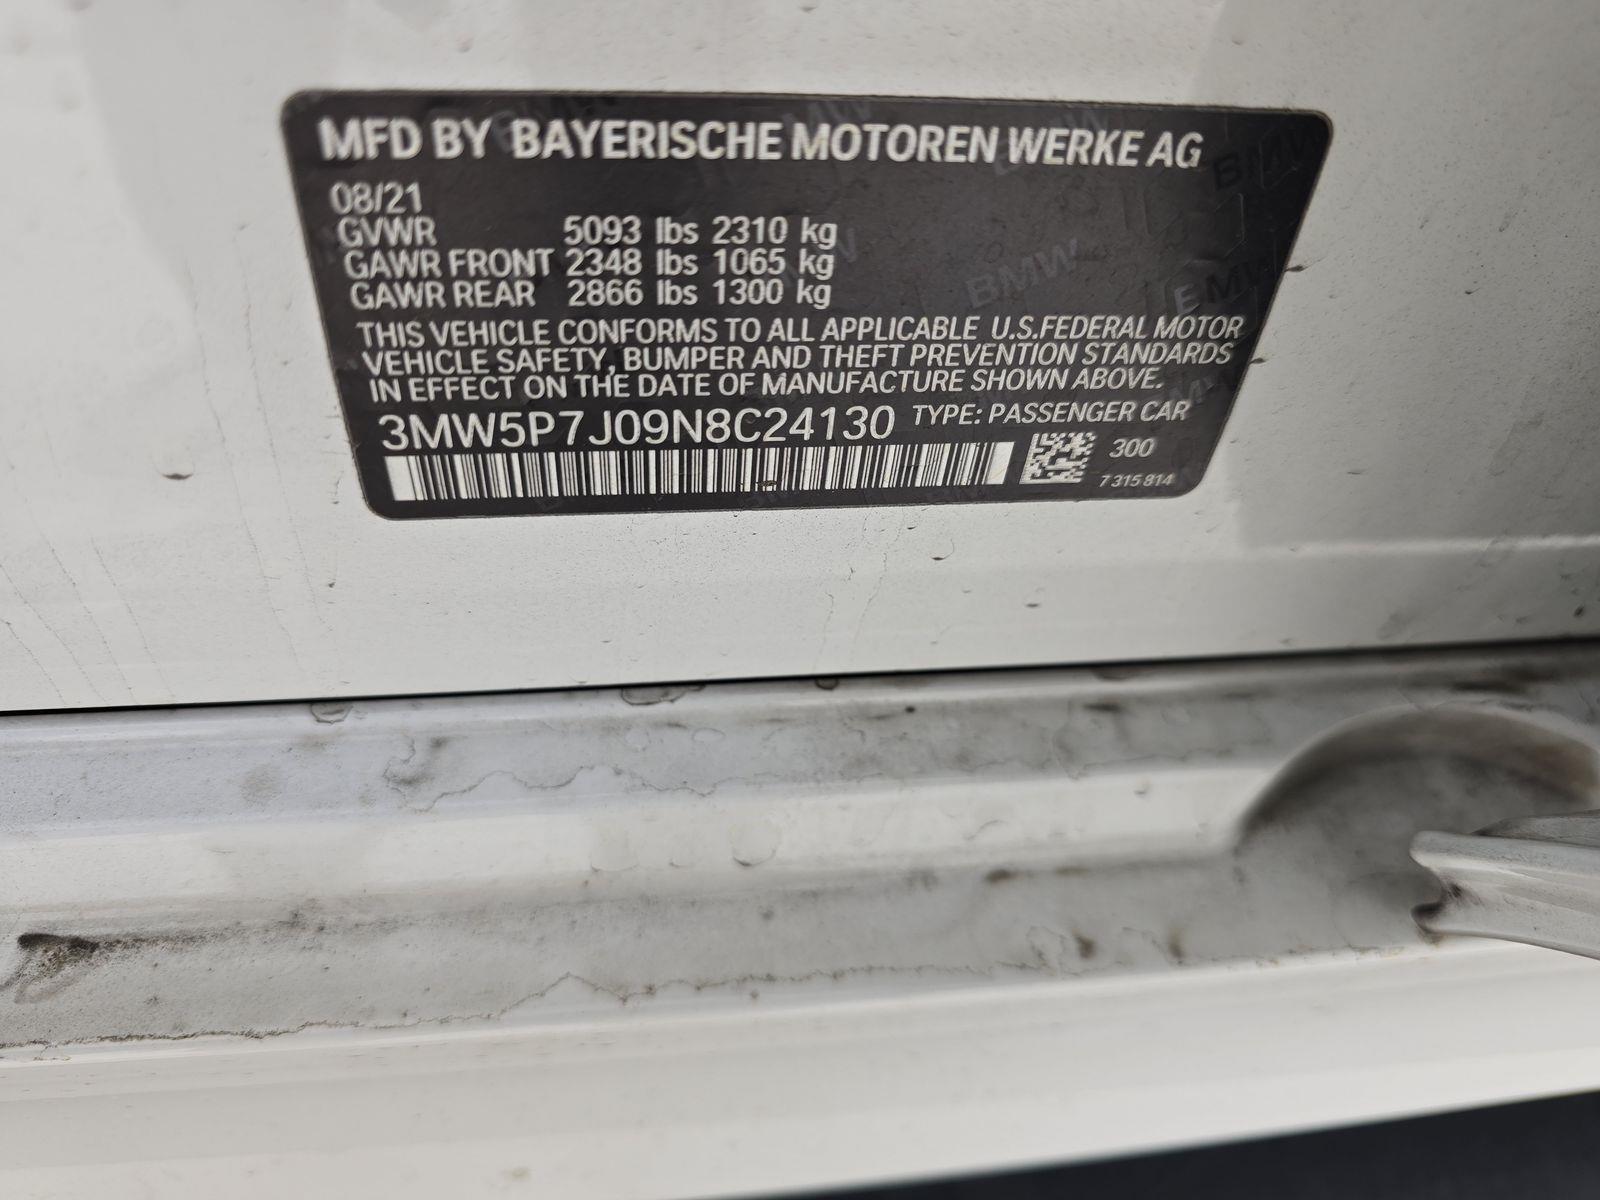 MFD BY BAYERISCHE MOTOREN WERKE AG
08/21
GVWR 5093 lbs 2310 kg
GAWR FRONT 2348 lbs 1065 kg
GAWR REAR 2866 lbs 1300 kg
THIS VEHICLE CONFORMS TO ALL APPLICABLE U.S.FEDERAL MOTOR
VEHICLE SAFETY, BUMPER AND THEFT PREVENTION STANDARDS
IN EFFECT ON THE DATE OF MANUFACTURE SHOWN ABOVE.
3MW5P7J09N8C24130 TYPE: PASSENGER CAR
300
7 315 814